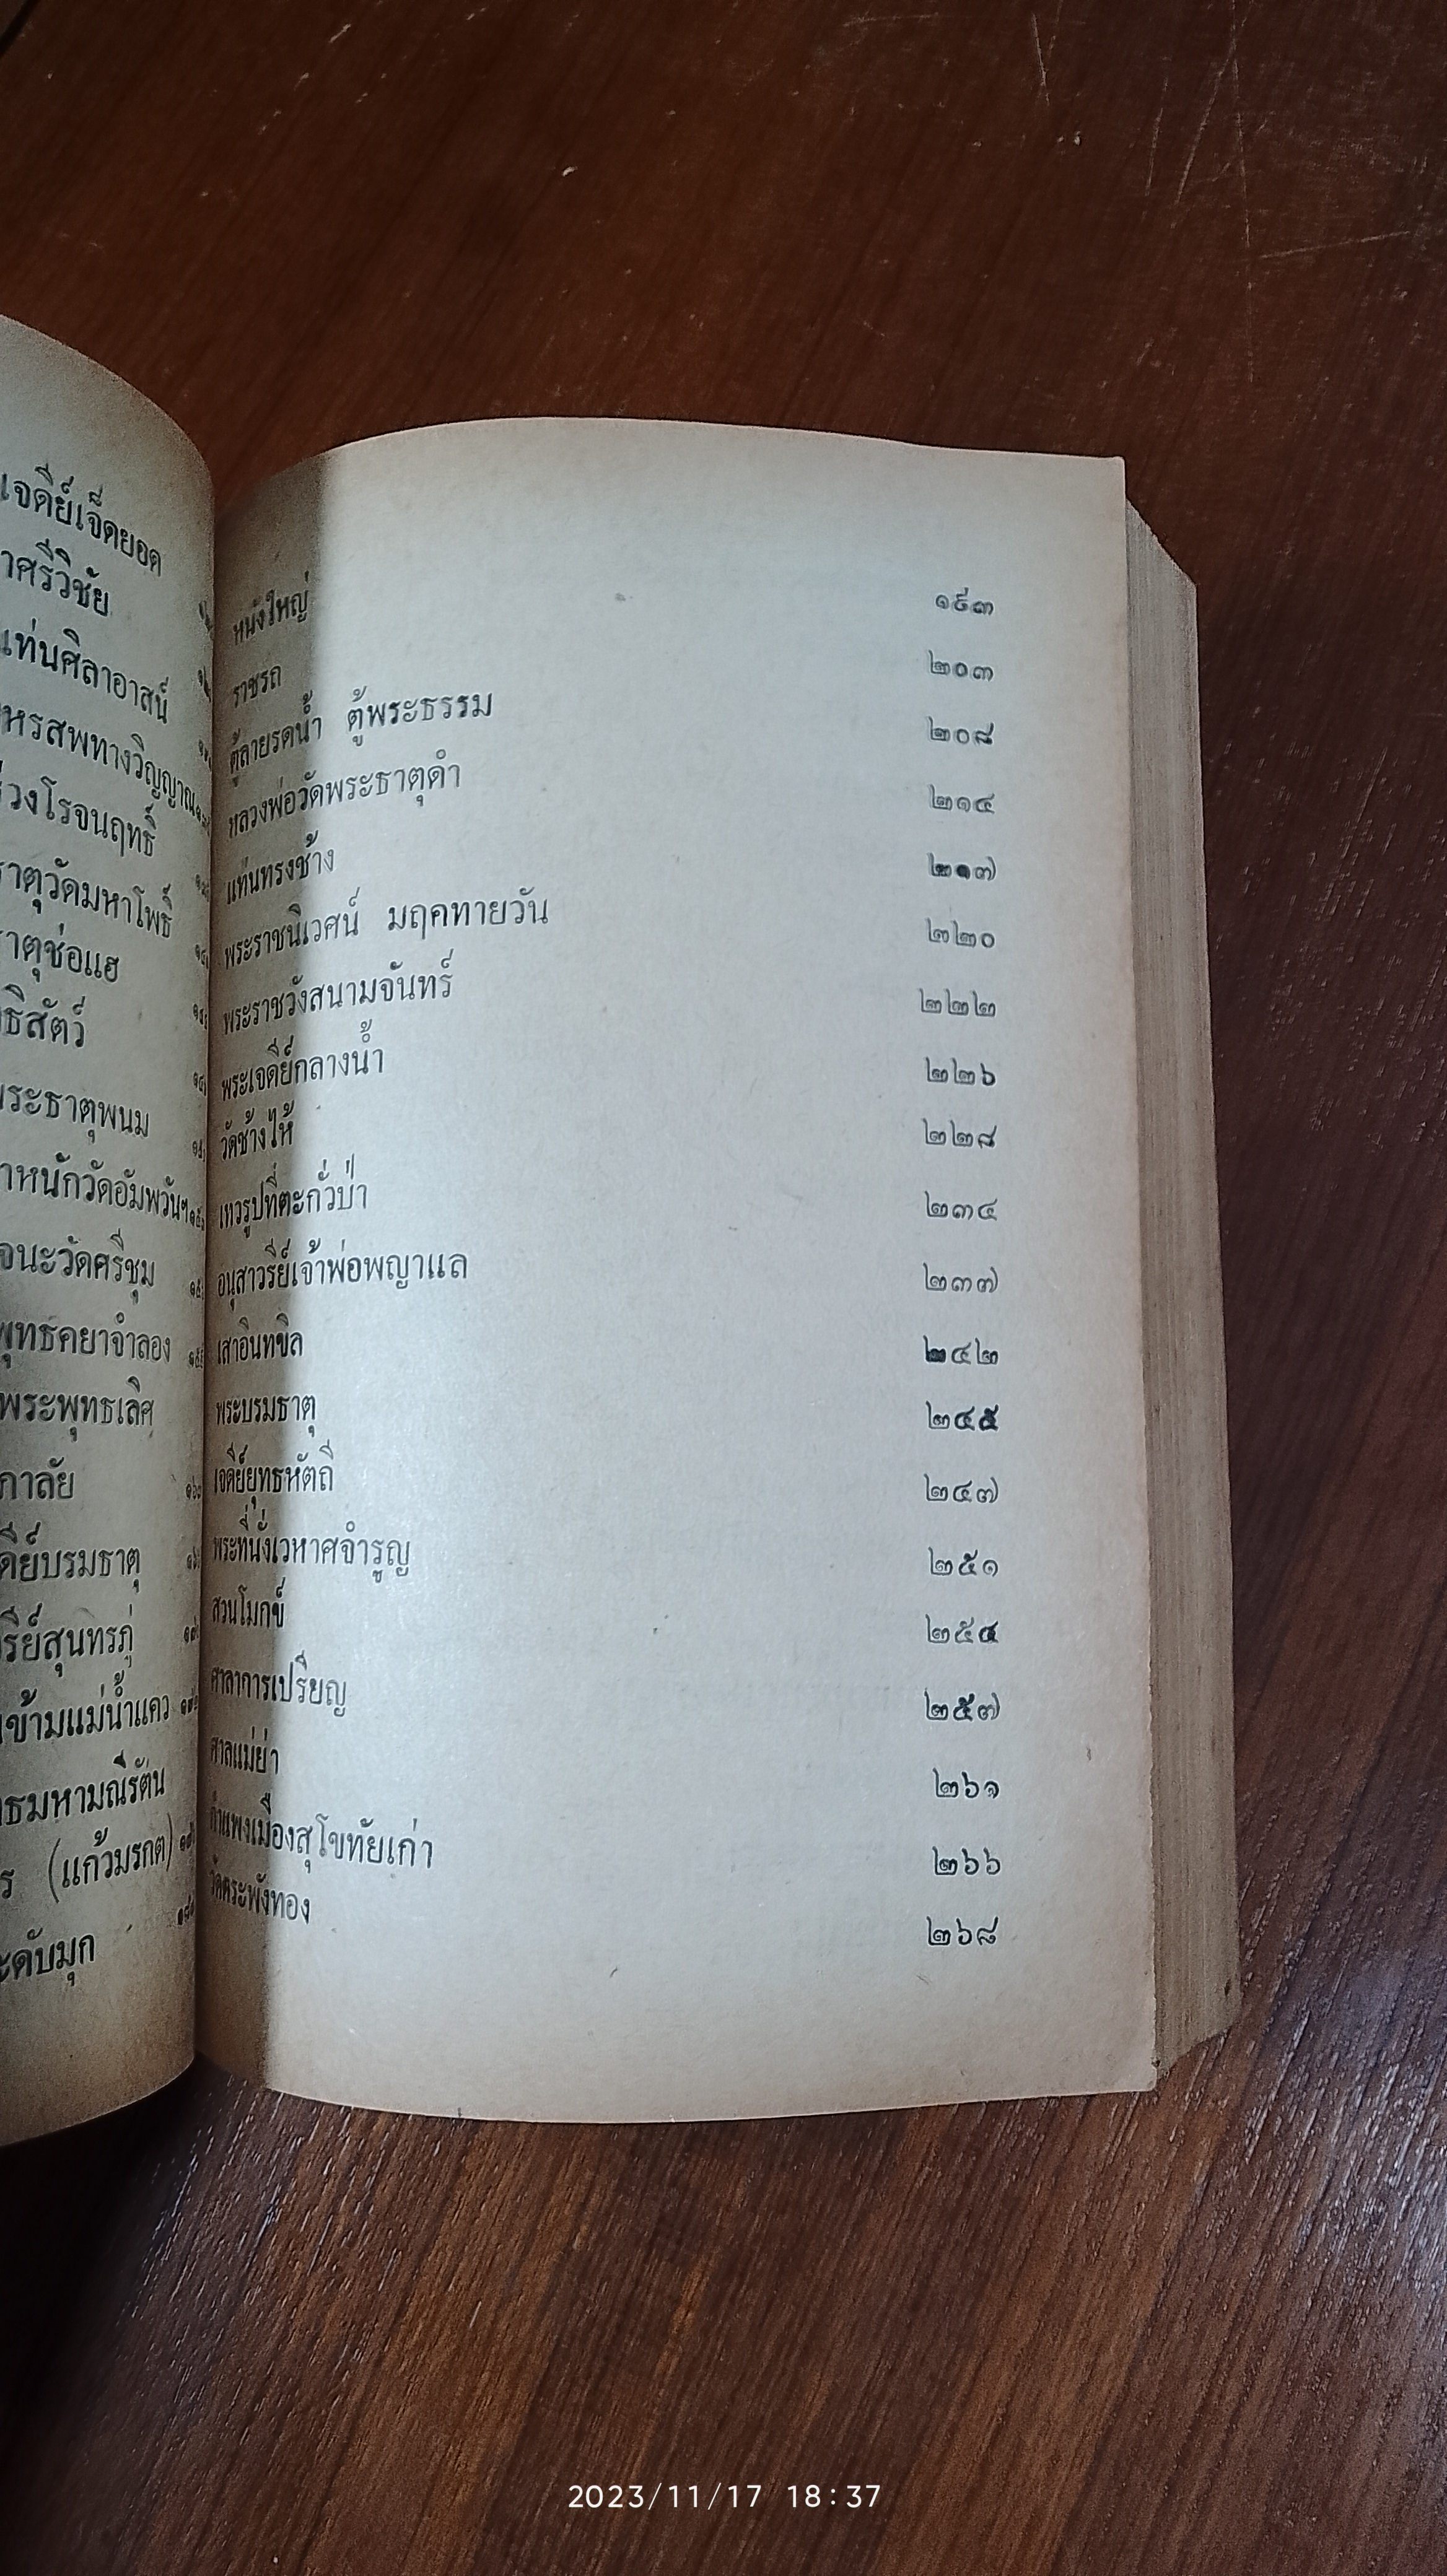 เจดีย์เจ็ดยอด
าศรีวิชัย
แท่นศิลาอาสน์
หรสพทางวิญญาณ
่วงโรจนฤทธิ์
ธาตุวัดมหาโพธิ์
ธาตุช่อแฮ
ธิสัตว์
พระธาตุพนม
าหนักวัดอัมพวันฯ
จนะวัดศรีชุม
พุทธคยาจำลอง
พระพุทธเลิศ
ภาลัย
ดีย์บรมธาตุ
รีย์สุนทรภู่
ข้ามแม่น้ำแคว
ธมหามณีรัตน
ร (แก้วมรกต)
ะดับมุก
หนังใหญ่ ๑๙๓
ราชรถ ๒๐๓
ตู้ลายรดน้ำ ตู้พระธรรม ๒๐๘
หลวงพ่อวัดพระธาตุดำ ๒๑๔
แท่นทรงช้าง ๒๑๗
พระราชนิเวศน์ มฤคทายวัน ๒๒๐
พระราชวังสนามจันทร์ ๒๒๒
พระเจดีย์กลางน้ำ ๒๒๖
วัดช้างไห้ ๒๒๘
เทวรูปที่ตะกั่วป่า ๒๓๔
อนุสาวรีย์เจ้าพ่อพญาแล ๒๓๗
เสาอินทขิล ๒๔๒
พระบรมธาตุ ๒๔๕
เจดีย์ยุทธหัตถี ๒๔๗
พระที่นั่งเวหาศจำรูญ ๒๕๑
สวนโมกข์ ๒๕๔
ศาลาการเปรียญ ๒๕๗
ศาลแม่ย่า ๒๖๑
กำแพงเมืองสุโขทัยเก่า ๒๖๖
วัดตระพังทอง ๒๖๘
2023/11/17 18:37